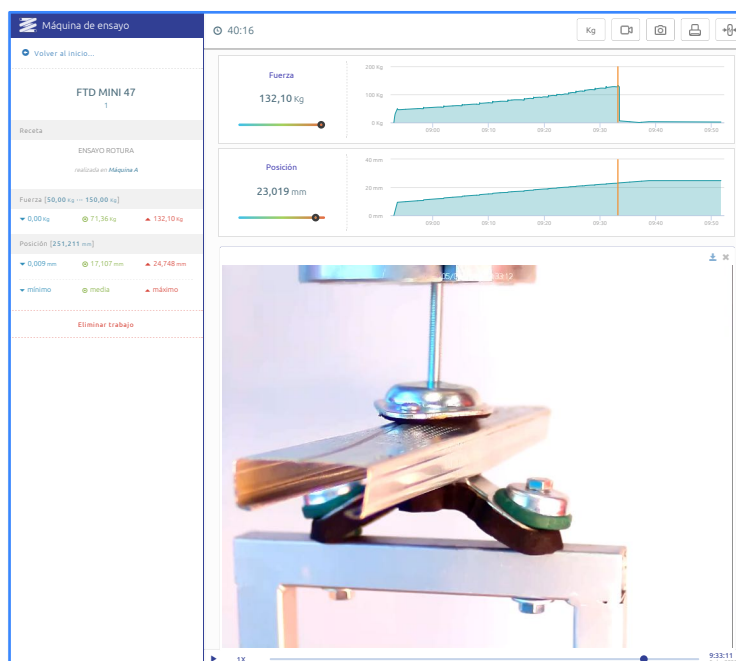 Máquina de ensayo
Volver al inicio...
FTD MINI 47
1
Receta
ENSAYO ROTURA
realizada en Máquina A
Fuerza [50,00 Kg — 150,00 Kg]
0,00 Kg 71,36 Kg 132,10 Kg
Posición [251,211 mm]
0,009 mm 17,107 mm 24,748 mm
mínimo media máximo
Eliminar trabajo
40:16
Kg
Fuerza
132,10 Kg
200 Kg
100 Kg
0 Kg
09:00 09:10 09:20 09:30 09:40 09:50
Posición
23,019 mm
40 mm
20 mm
0 mm
09:00 09:10 09:20 09:30 09:40 09:50
1X
9:33:11